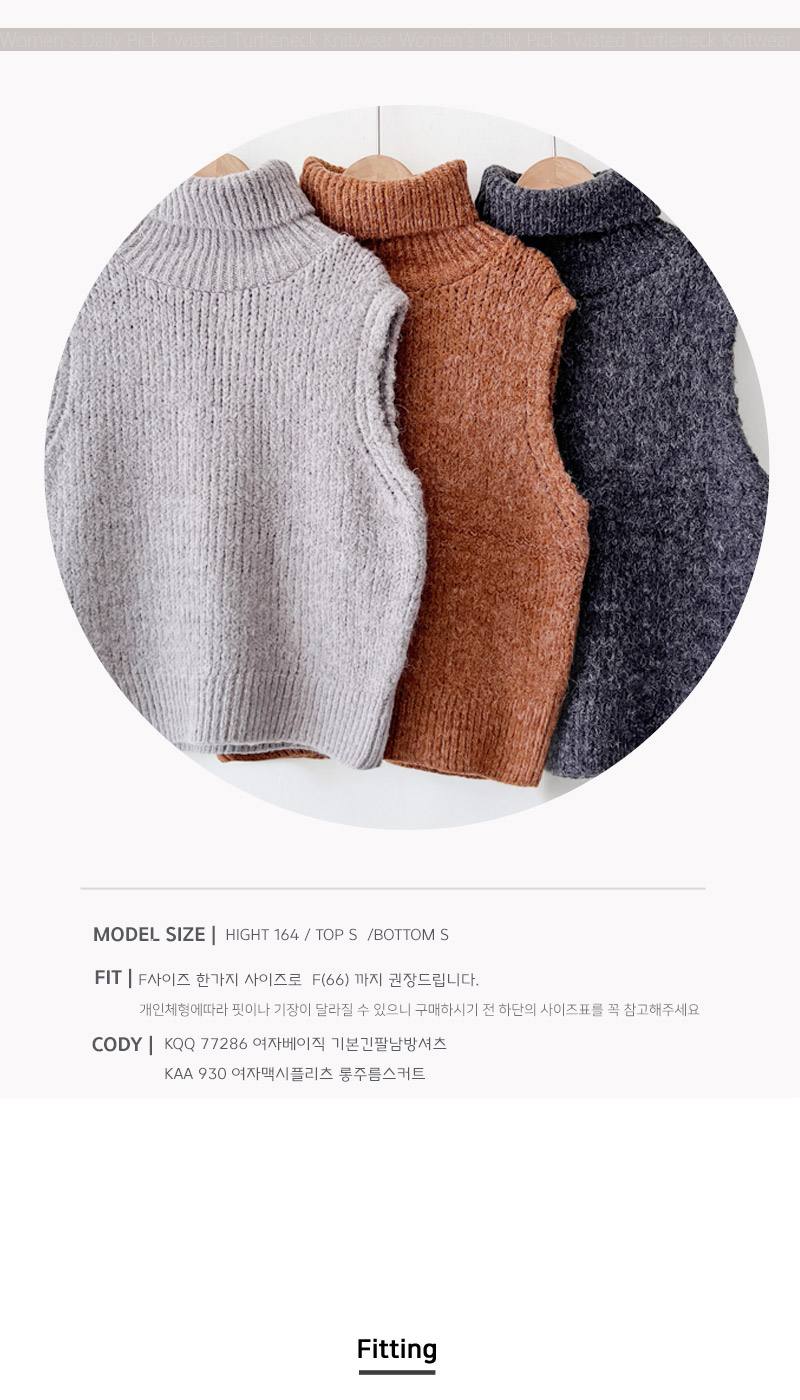 Women's Daily Pick Twisted Turtleneck Knitwear Women's Daily Pick Twisted Turtleneck Knitwear
MODEL SIZE | HIGHT 164 / TOP S /BOTTOM S
FIT | F사이즈 한가지 사이즈로 F(66) 까지 권장드립니다.
개인체형에따라 핏이나 기장이 달라질 수 있으니 구매하시기 전 하단의 사이즈표를 꼭 참고해주세요
CODY | KQQ 77286 여자베이직 기본긴팔남방셔츠
KAA 930 여자맥시플리츠 롱주름스커트
Fitting